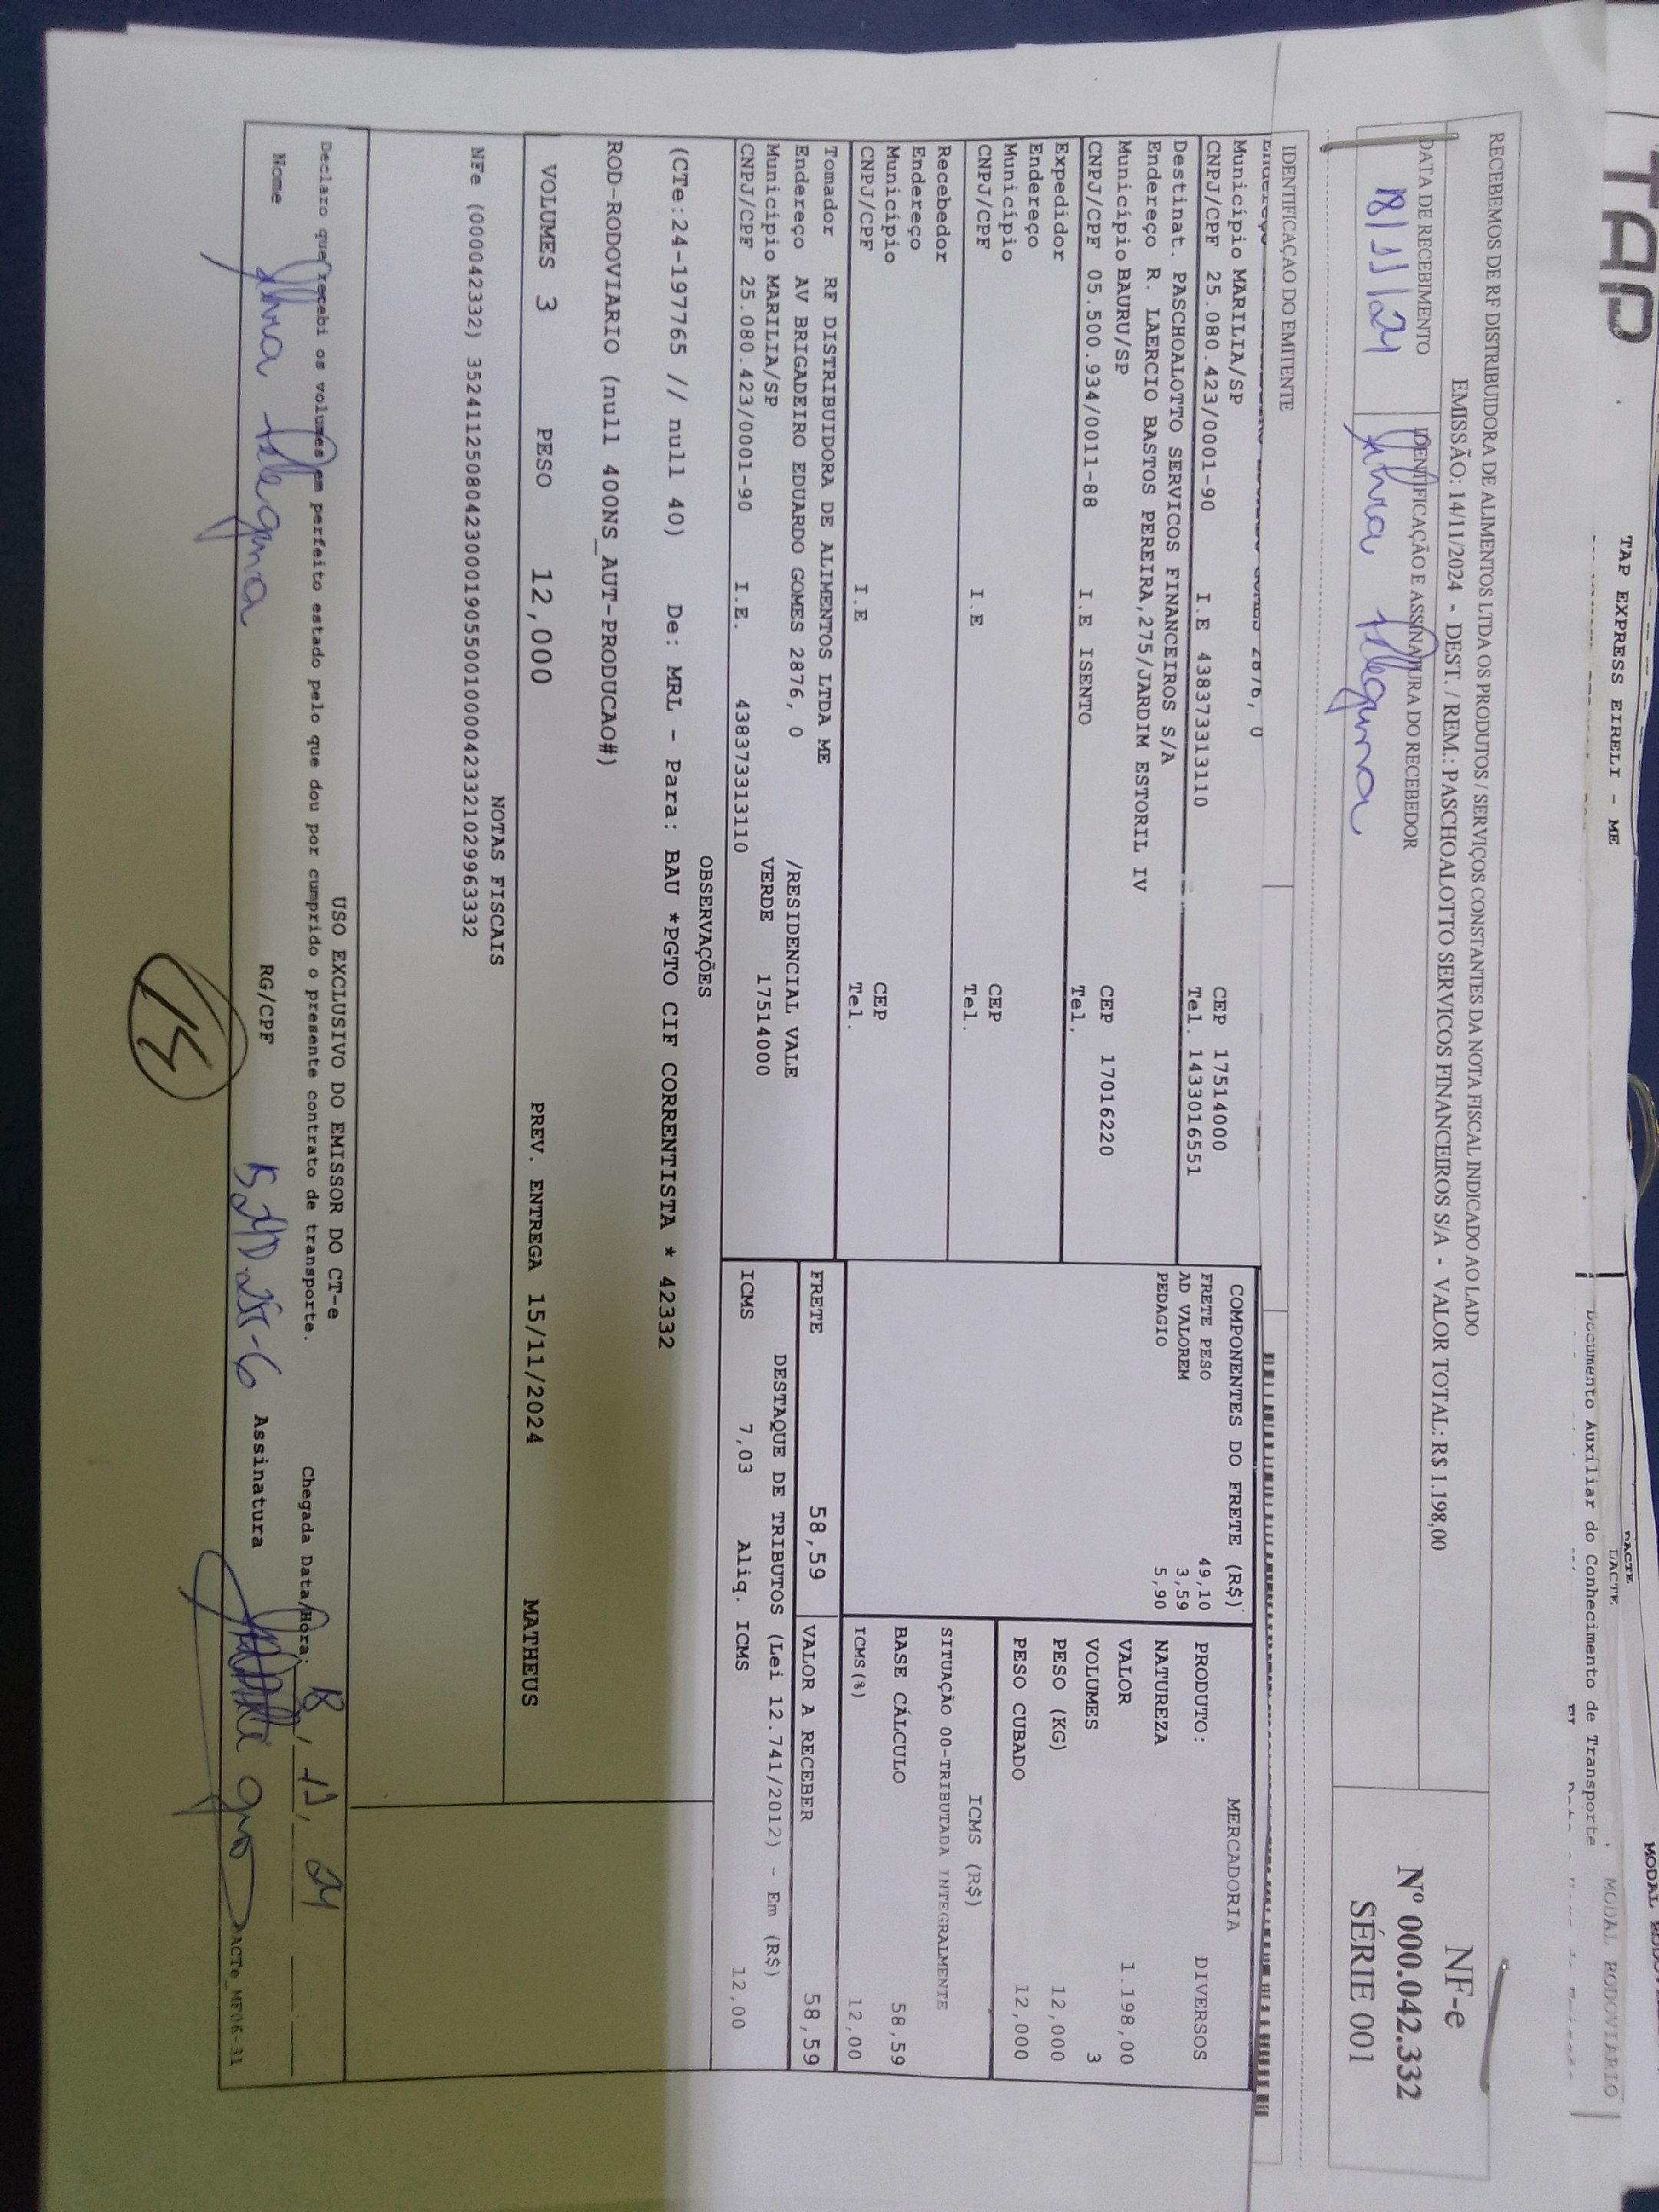 TAP
TAP EXPRESS EIRELI - ME
DACTE
DACTE
MODAL RODOVIÁRIO
Documento Auxiliar do Conhecimento de Transporte
RECEBEMOS DE RF DISTRIBUIDORA DE ALIMENTOS LTDA OS PRODUTOS / SERVIÇOS CONSTANTES DA NOTA FISCAL INDICADO AO LADO
EMISSÃO: 14/11/2024 - DEST. / REM.: PASCHOALOTTO SERVICOS FINANCEIROS S/A - VALOR TOTAL: R$ 1.198,00
DATA DE RECEBIMENTO
IDENTIFICAÇÃO E ASSINATURA DO RECEBEDOR
18/11/24
NF-e
Nº 000.042.332
SÉRIE 001
IDENTIFICAÇÃO DO EMITENTE
2876, 0
Município MARILIA/SP CEP 17514000
CNPJ/CPF 25.080.423/0001-90 I.E 438373313110 Tel. 1433016551
Destinat. PASCHOALOTTO SERVICOS FINANCEIROS S/A
Endereço R. LAERCIO BASTOS PEREIRA,275/JARDIM ESTORIL IV
Município BAURU/SP CEP 17016220
CNPJ/CPF 05.500.934/0011-88 I.E ISENTO Tel.
Expedidor
Endereço
Município CEP
CNPJ/CPF I.E Tel.
Recebedor
Endereço
Município CEP
CNPJ/CPF I.E Tel.
Tomador RF DISTRIBUIDORA DE ALIMENTOS LTDA ME
Endereço AV BRIGADEIRO EDUARDO GOMES 2876, 0 /RESIDENCIAL VALE
Município MARILIA/SP VERDE 17514000
CNPJ/CPF 25.080.423/0001-90 I.E. 438373313110
COMPONENTES DO FRETE (R$)
FRETE PESO 49,10
AD VALOREM 3,59
PEDAGIO 5,90
MERCADORIA
PRODUTO: DIVERSOS
NATUREZA
VALOR 1.198,00
VOLUMES 3
PESO (KG) 12,000
PESO CUBADO 12,000
ICMS (R$)
SITUAÇÃO 00-TRIBUTADA INTEGRALMENTE
BASE CÁLCULO 58,59
ICMS(%) 12,00
FRETE 58,59 VALOR A RECEBER 58,59
DESTAQUE DE TRIBUTOS (Lei 12.741/2012) - Em (R$)
ICMS 7,03 Aliq. ICMS 12,00
OBSERVAÇÕES
(CTe:24-197765 // null 40) De: MRL - Para: BAU *PGTO CIF CORRENTISTA * 42332
ROD-RODOVIARIO (null 400NS_AUT-PRODUCAO#)
VOLUMES 3 PESO 12,000 PREV. ENTREGA 15/11/2024 MATHEUS
NOTAS FISCAIS
NFe (000042332) 35241125080423000190550010000423321029963332
USO EXCLUSIVO DO EMISSOR DO CT-e
Declaro que recebi os volumes em perfeito estado pelo que dou por cumprido o presente contrato de transporte. Chegada Data/Hora: 18, 11, 24
Nome RG/CPF Assinatura
DACTe_MF06-31